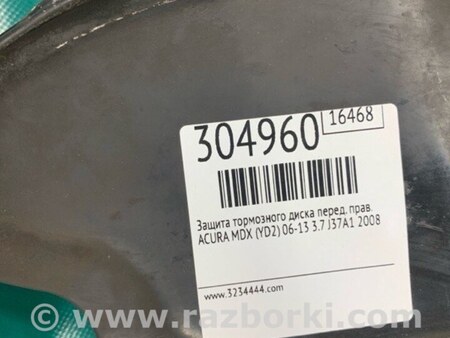 304960
16468
Защита тормозного диска перед. прав.
ACURA MDX (YD2) 06-13 3.7 J37A1 2008
www.3234444.com
www.razborki.com